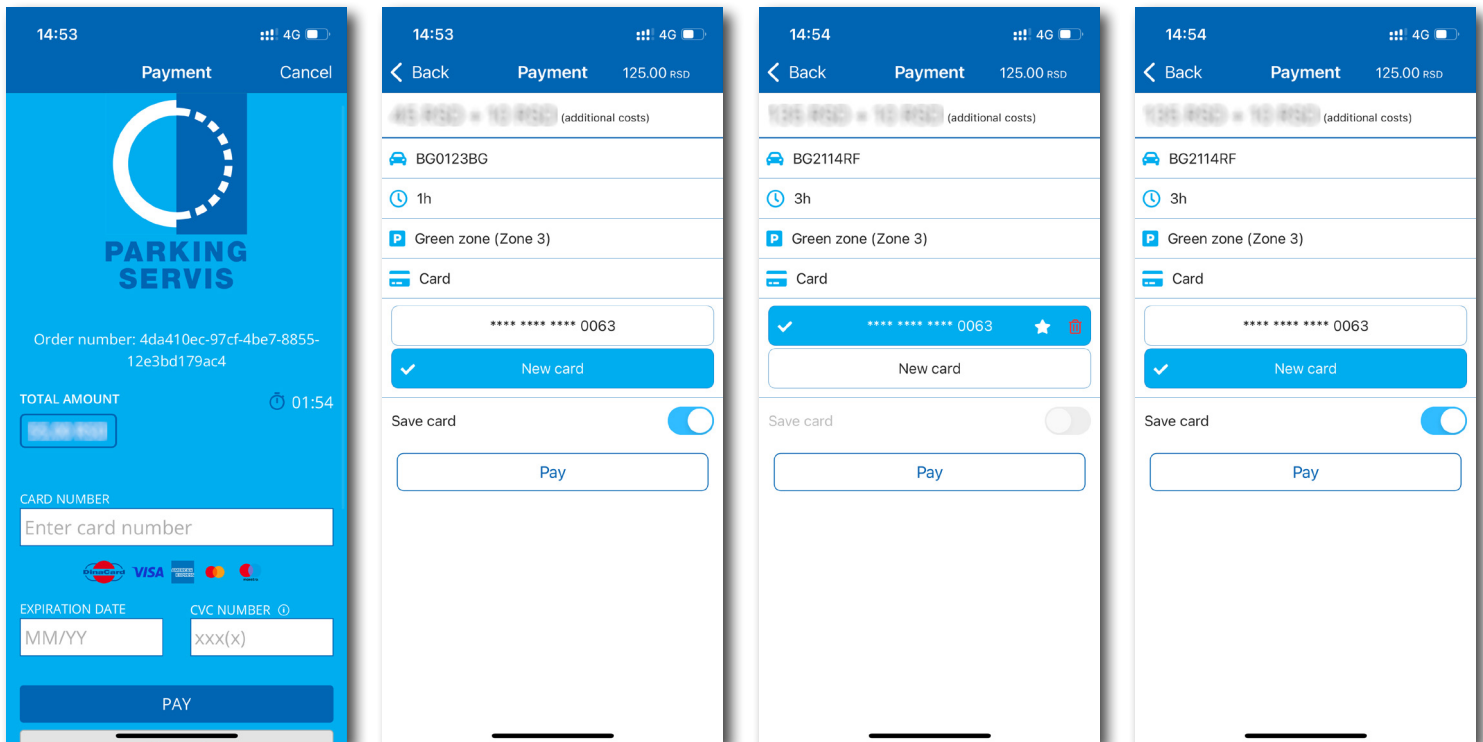 14:53
4G
Payment
Cancel
PARKING
SERVIS
Order number: 4da410ec-97cf-4be7-8855-
12e3bd179ac4
TOTAL AMOUNT
01:54
CARD NUMBER
Enter card number
DinaCard VISA
EXPIRATION DATE
CVC NUMBER
MM/YY
xxx(x)
PAY
14:53
4G
Back
Payment
125.00 RSD
(additional costs)
BG0123BG
1h
P Green zone (Zone 3)
Card
**** **** **** 0063
New card
Save card
Pay
14:54
4G
Back
Payment
125.00 RSD
(additional costs)
BG2114RF
3h
P Green zone (Zone 3)
Card
**** **** **** 0063
New card
Save card
Pay
14:54
4G
Back
Payment
125.00 RSD
(additional costs)
BG2114RF
3h
P Green zone (Zone 3)
Card
**** **** **** 0063
New card
Save card
Pay